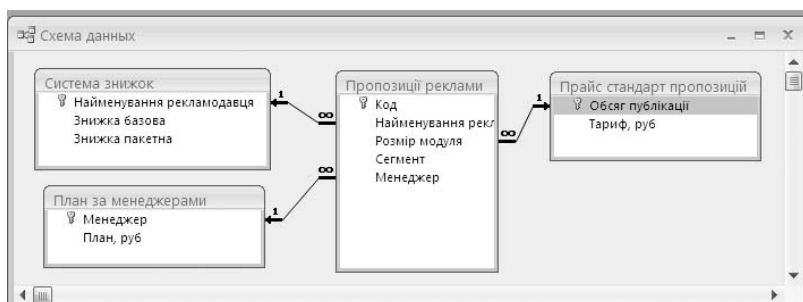 Схема данных
Система знижок
Найменування рекламодавця
Знижка базова
Знижка пакетна
Пропозиції реклами
Код
Найменування рекл
Розмір модуля
Сегмент
Менеджер
Прайс стандарт пропозицій
Обсяг публікації
Тариф, руб
План за менеджерами
Менеджер
План, руб
1
∞
∞
1
1
∞